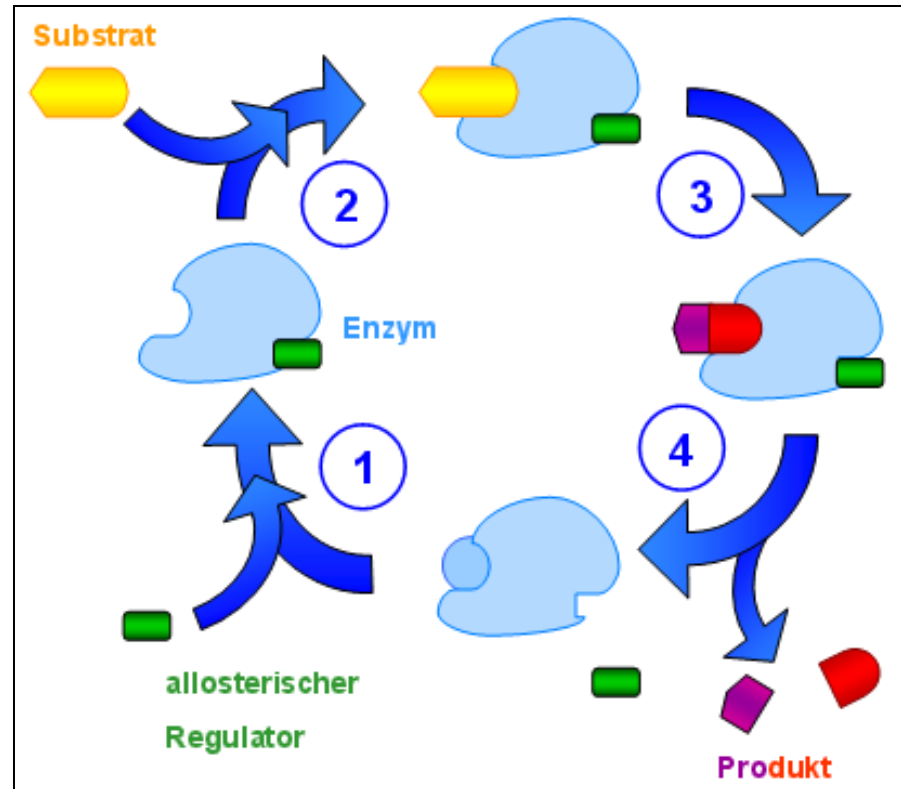 Substrat
2
3
Enzym
1
4
allosterischer
Regulator
Produkt